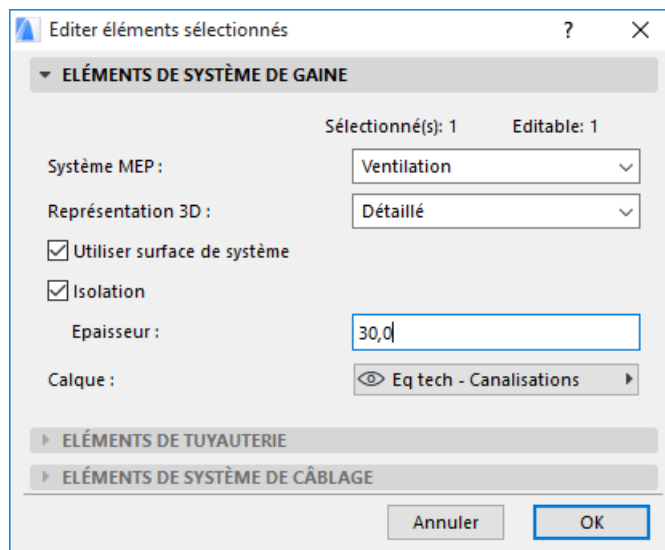 Editer éléments sélectionnés
?
ELÉMENTS DE SYSTÈME DE GAINE
Sélectionné(s): 1 Editable: 1
Système MEP : Ventilation
Représentation 3D : Détaillé
Utiliser surface de système
Isolation
Epaisseur : 30,0
Calque : Eq tech - Canalisations
ELÉMENTS DE TUYAUTERIE
ELÉMENTS DE SYSTÈME DE CÂBLAGE
Annuler OK